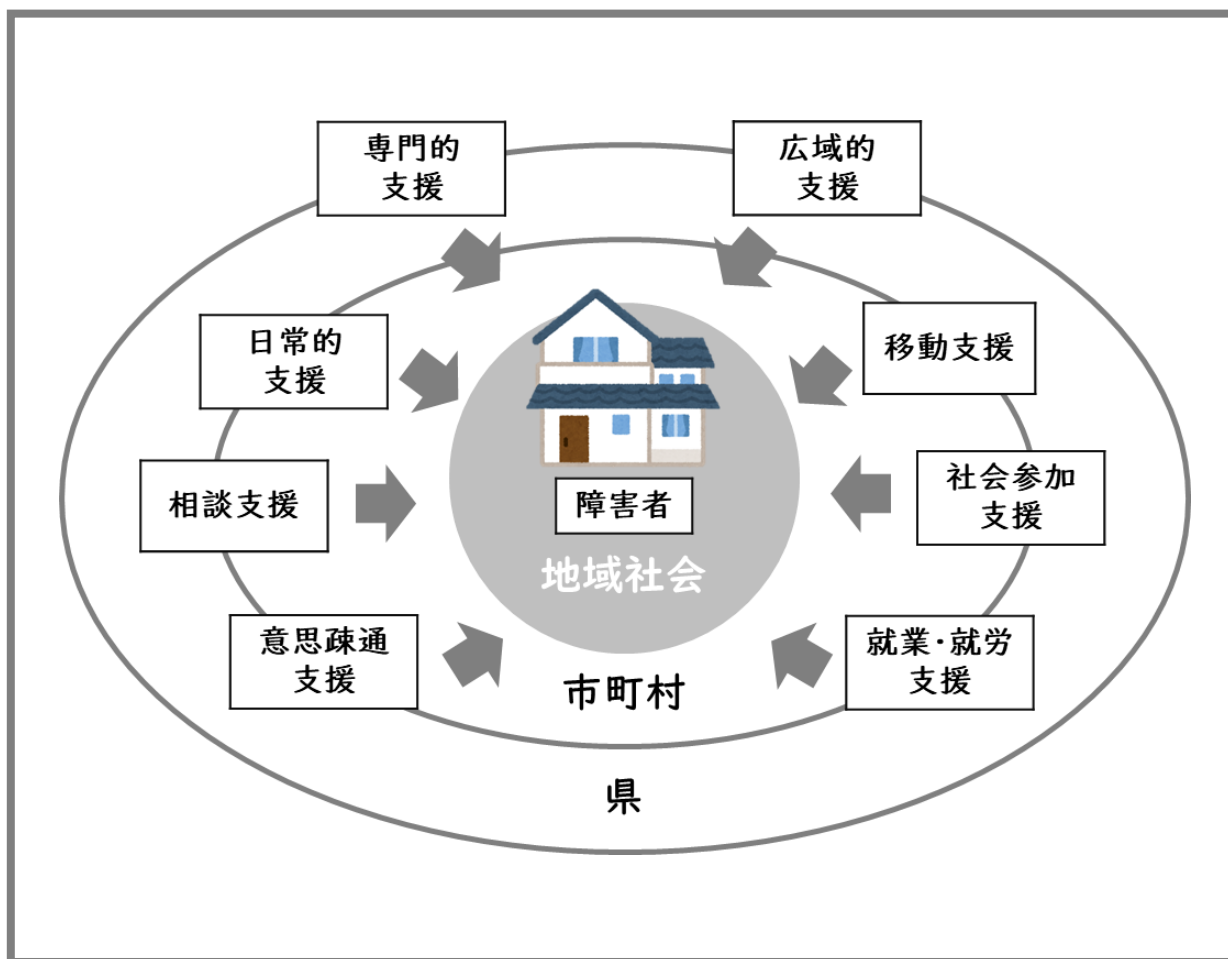 専門的
支援
広域的
支援
日常的
支援
移動支援
相談支援
障害者
社会参加
支援
地域社会
意思疎通
支援
就業・就労
支援
市町村
県